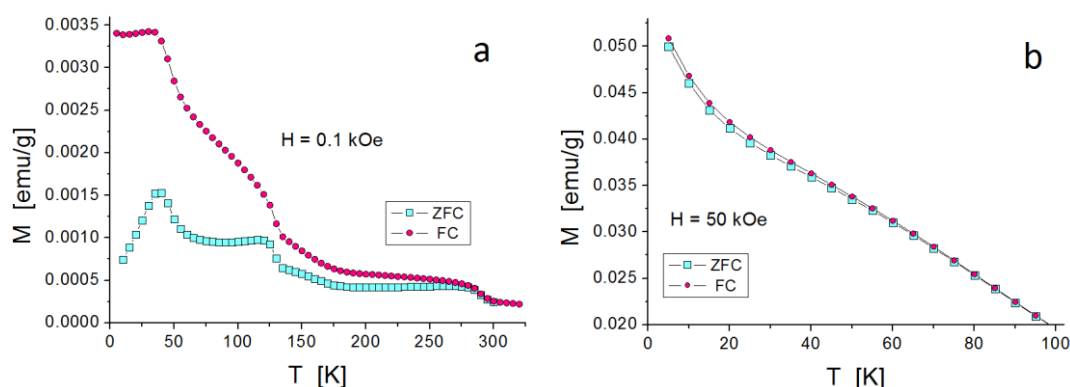 0.0035
0.0030
0.0025
0.0020
0.0015
0.0010
0.0005
0.0000
M [emu/g]
a
H = 0.1 kOe
ZFC
FC
0 50 100 150 200 250 300
T [K]
0.050
0.045
0.040
0.035
0.030
0.025
0.020
M [emu/g]
b
H = 50 kOe
ZFC
FC
0 20 40 60 80 100
T [K]